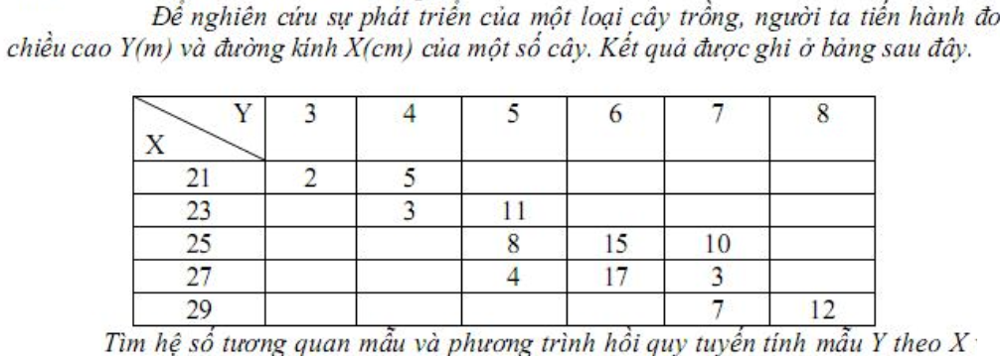 Để nghiên cứu sự phát triển của một loại cây trồng, người ta tiến hành đo
chiều cao Y(m) và đường kính X(cm) của một số cây. Kết quả được ghi ở bảng sau đây.
Y 3 4 5 6 7 8
X
21 2 5
23 3 11
25 8 15 10
27 4 17 3
29 7 12
Tìm hệ số tương quan mẫu và phương trình hồi quy tuyến tính mẫu Y theo X